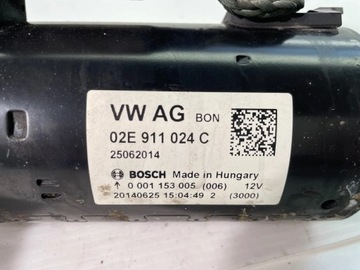 VW AG BON
02E 911 024 C
25062014
BOSCH Made in Hungary
↑ 0 001 153 005 (006) 12V
20140625 15:04:49 2 (3000)